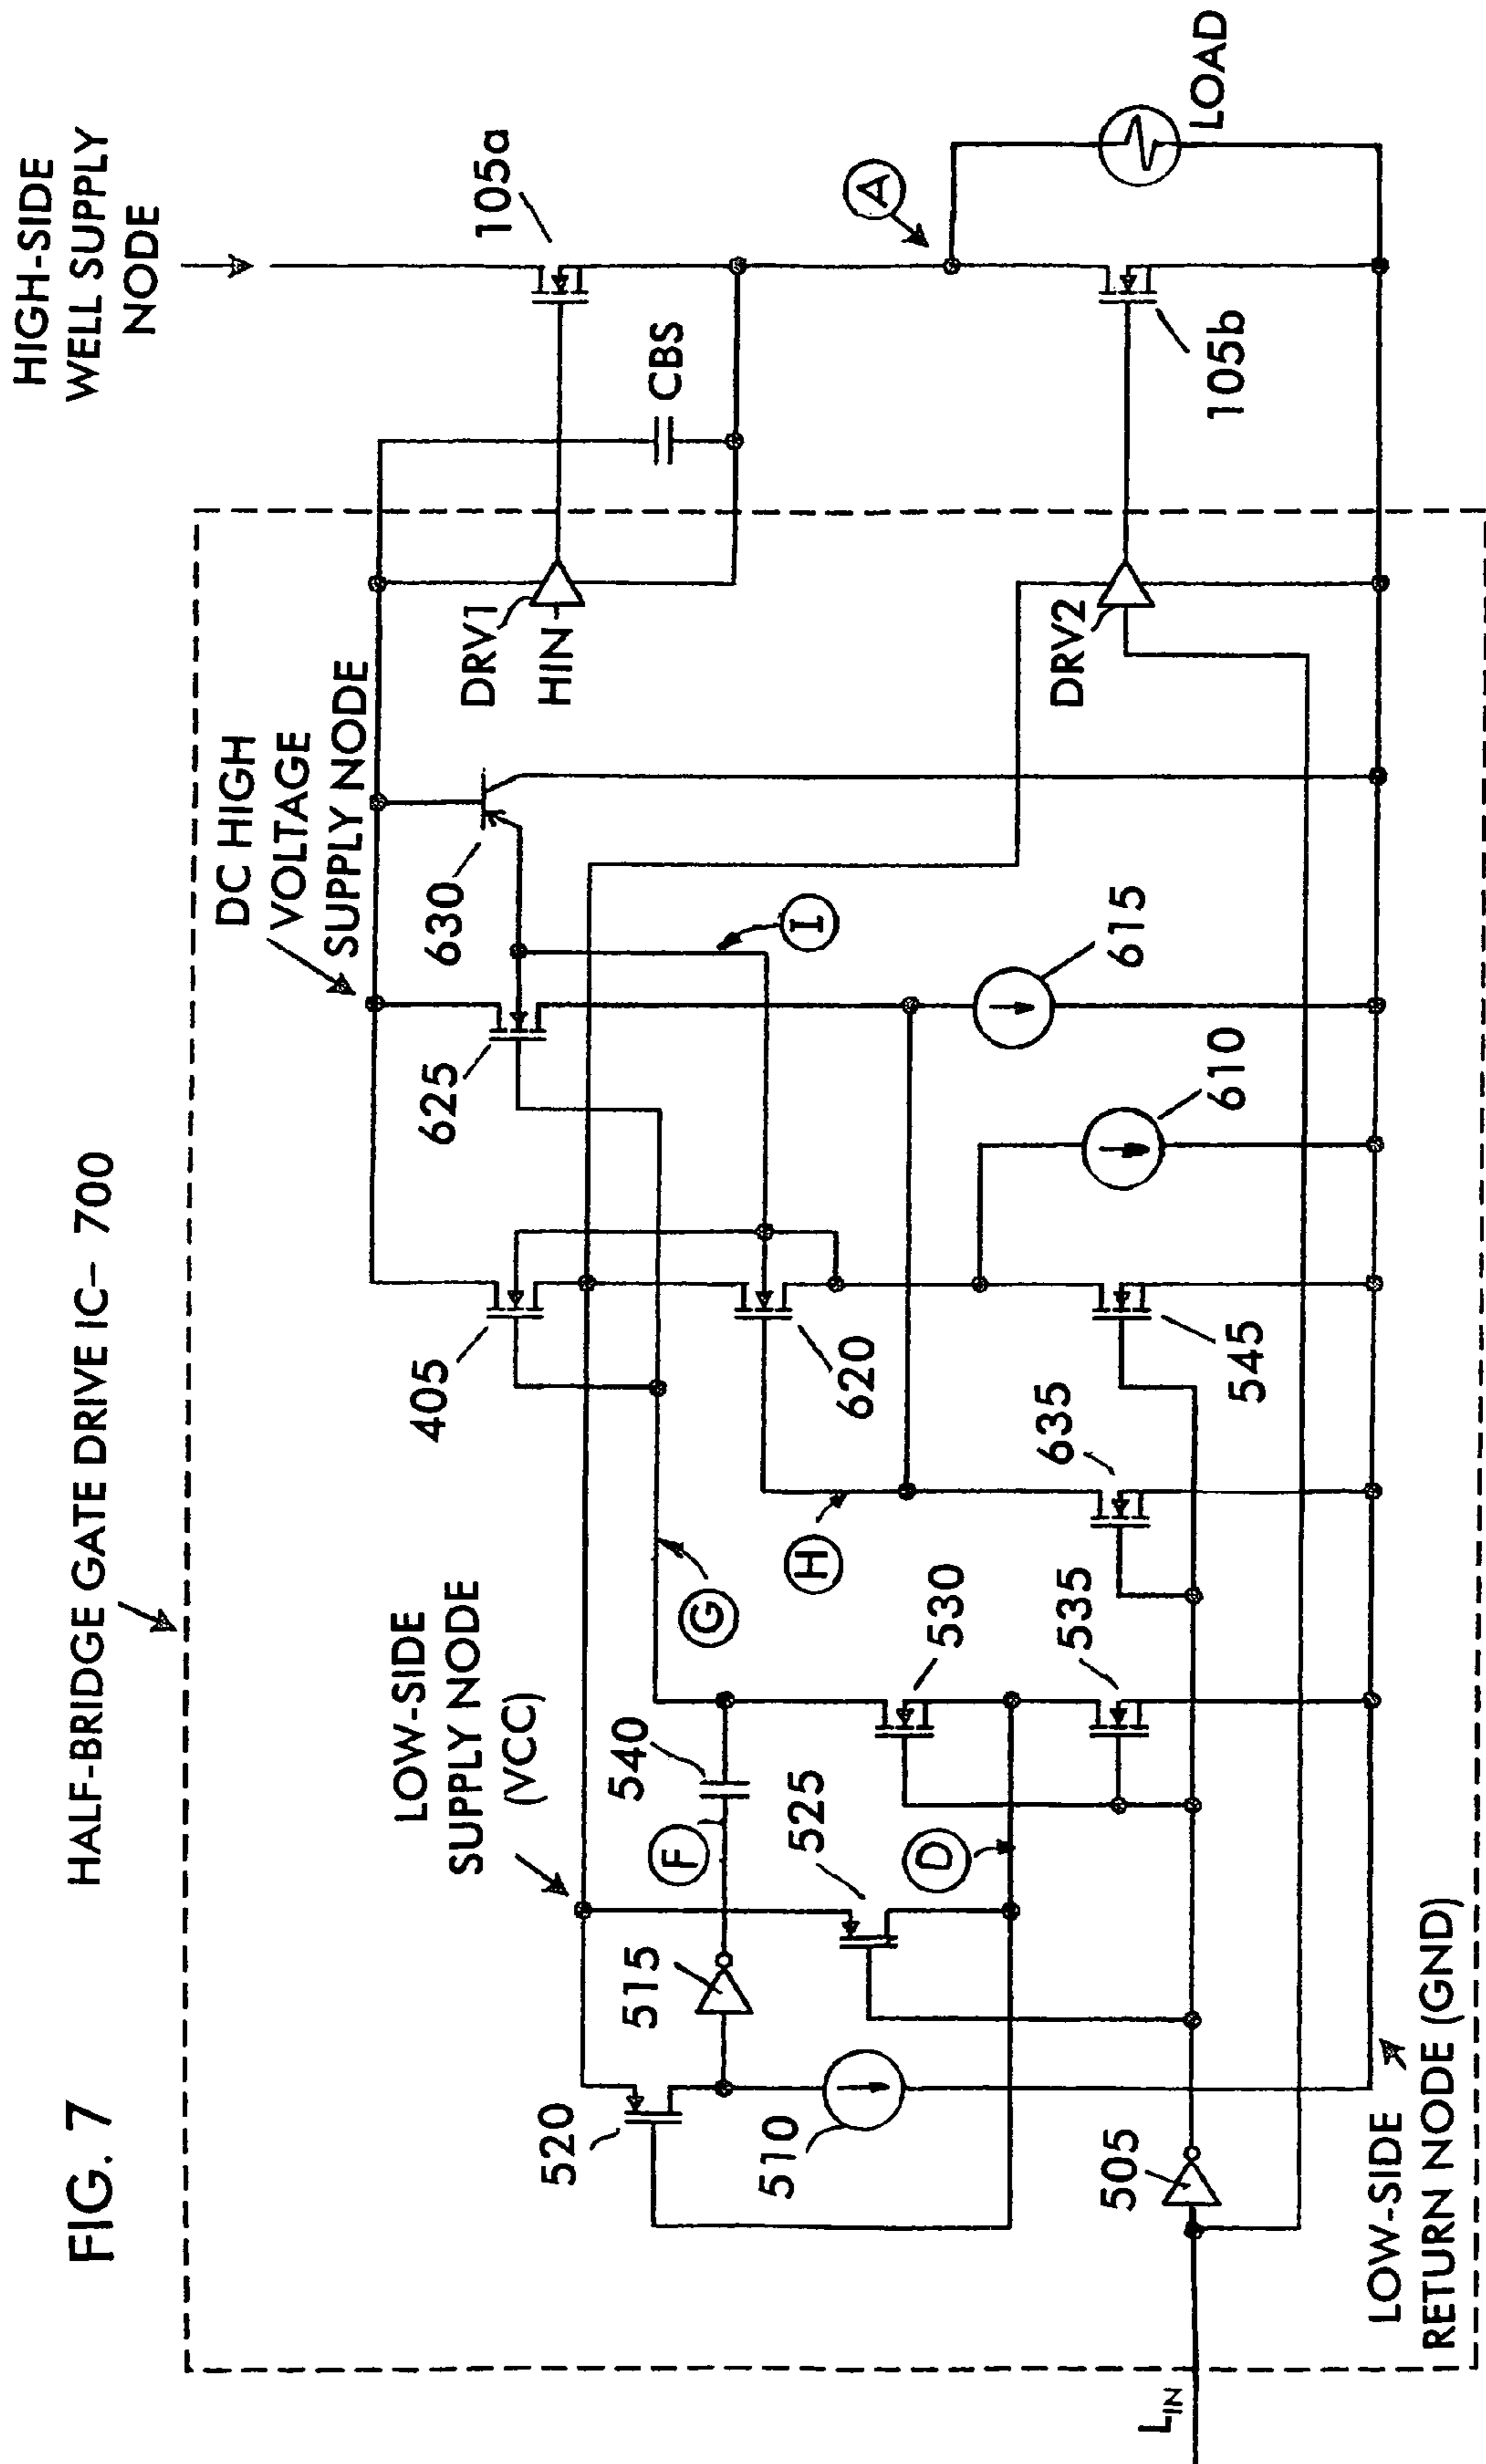 FIG. 7
HALF-BRIDGE GATE DRIVE IC- 700
HIGH-SIDE
WELL SUPPLY
NODE
DC HIGH
VOLTAGE
SUPPLY NODE
LOW-SIDE
SUPPLY NODE
(VCC)
105a
CBS
DRV1
HIN
630
625
405
A
LOAD
I
G
540
F
515
520
620
H
530
525
D
510
615
610
DRV2
105b
635
545
535
505
LIN
LOW-SIDE
RETURN NODE (GND)